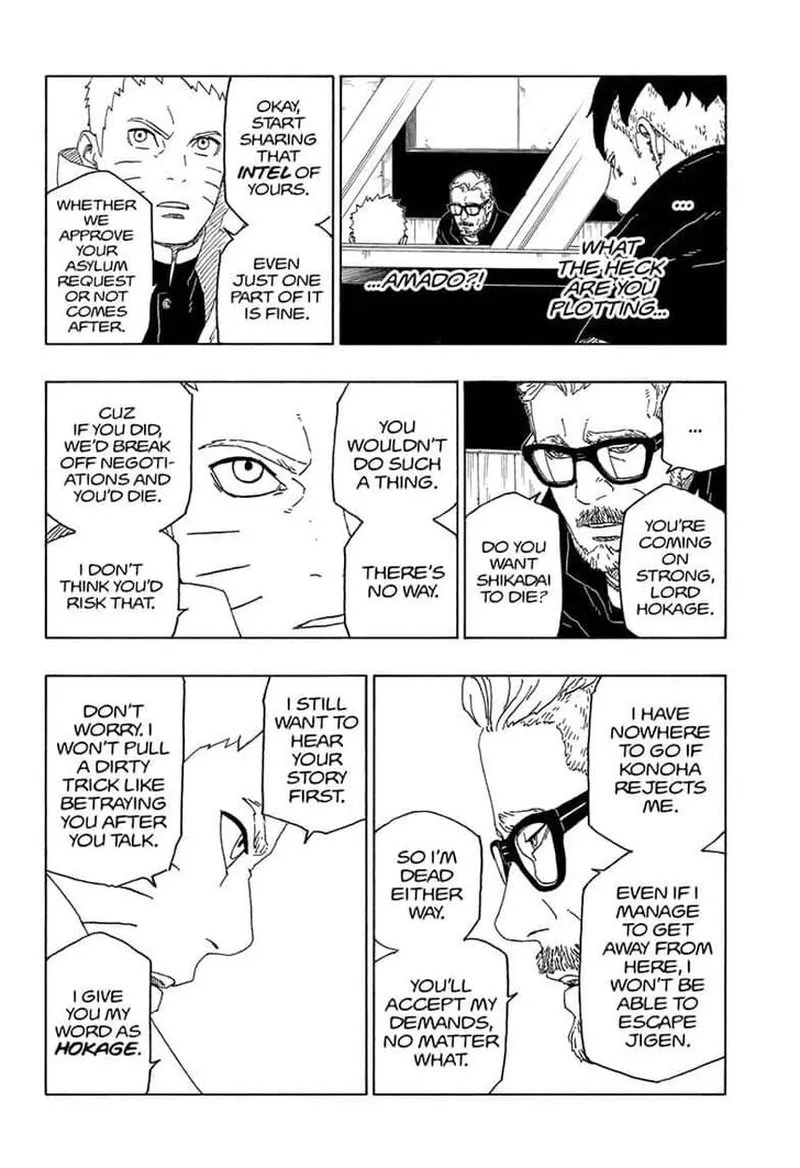 ...
WHAT
THE HECK
ARE YOU
PLOTTING...
...AMADO?!
OKAY,
START
SHARING
THAT
INTEL OF
YOURS.
EVEN
JUST ONE
PART OF IT
IS FINE.
WHETHER
WE
APPROVE
YOUR
ASYLUM
REQUEST
OR NOT
COMES
AFTER.
...
YOU'RE
COMING
ON
STRONG,
LORD
HOKAGE.
DO YOU
WANT
SHIKADAI
TO DIE?
YOU
WOULDN'T
DO SUCH
A THING.
THERE'S
NO WAY.
CUZ
IF YOU DID,
WE'D BREAK
OFF NEGOTI-
ATIONS AND
YOU'D DIE.
I DON'T
THINK YOU'D
RISK THAT.
I HAVE
NOWHERE
TO GO IF
KONOHA
REJECTS
ME.
EVEN IF I
MANAGE
TO GET
AWAY FROM
HERE, I
WON'T BE
ABLE TO
ESCAPE
JIGEN.
SO I'M
DEAD
EITHER
WAY.
YOU'LL
ACCEPT MY
DEMANDS,
NO MATTER
WHAT.
I STILL
WANT TO
HEAR
YOUR
STORY
FIRST.
DON'T
WORRY. I
WON'T PULL
A DIRTY
TRICK LIKE
BETRAYING
YOU AFTER
YOU TALK.
I GIVE
YOU MY
WORD AS
HOKAGE.